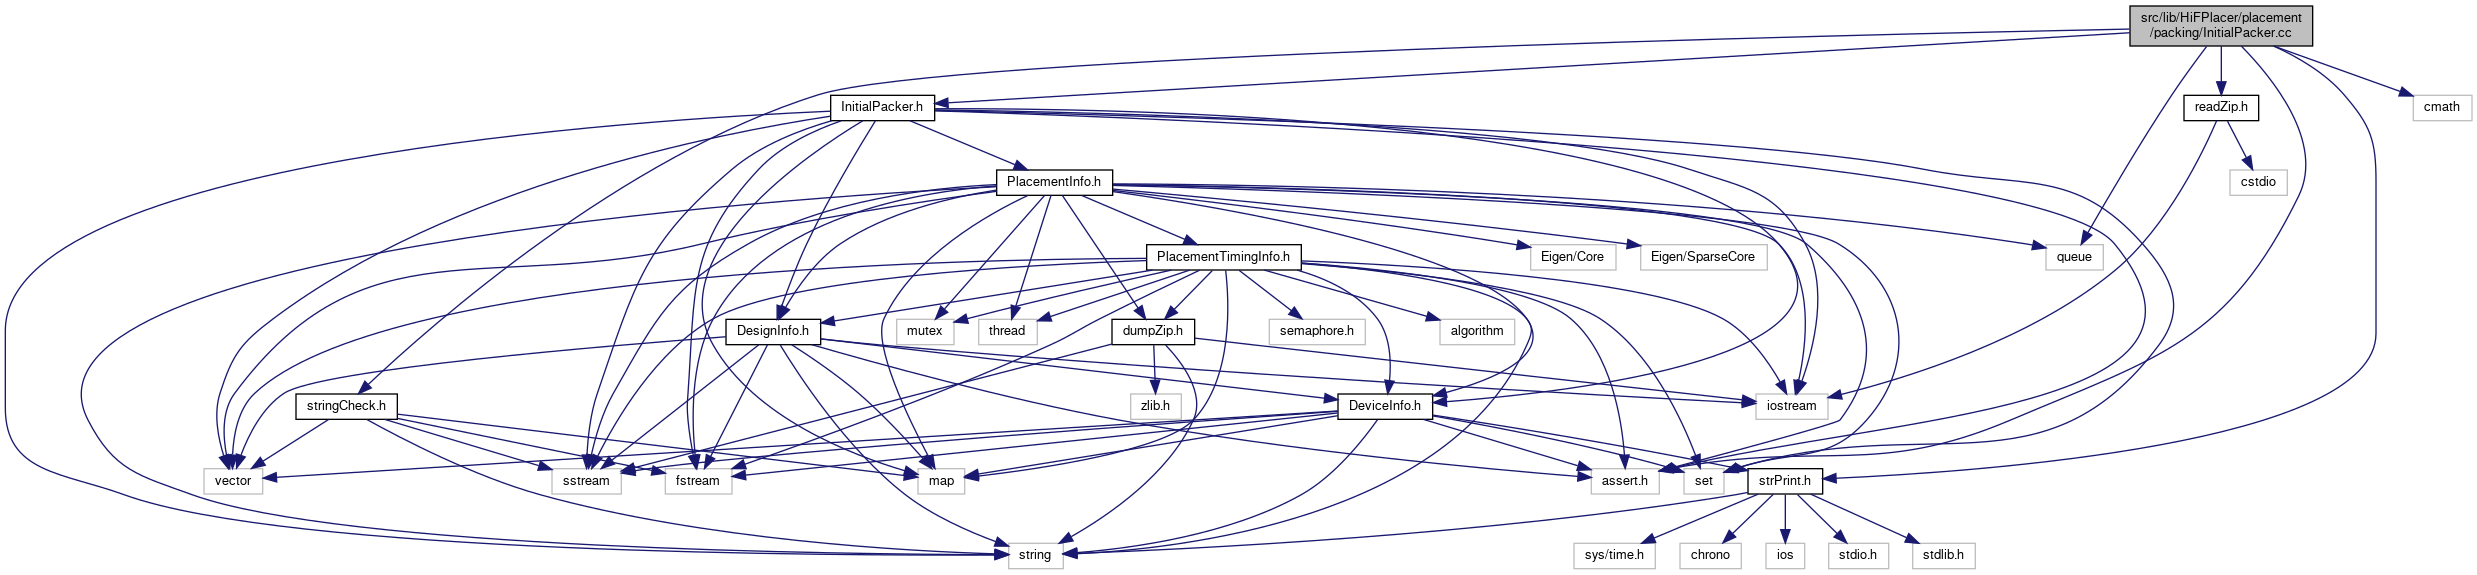 src/lib/HiFPlacer/placement
/packing/InitialPacker.cc
InitialPacker.h
readZip.h
cmath
PlacementInfo.h
cstdio
PlacementTimingInfo.h
Eigen/Core
Eigen/SparseCore
queue
DesignInfo.h
mutex
thread
dumpZip.h
semaphore.h
algorithm
stringCheck.h
zlib.h
DeviceInfo.h
iostream
vector
sstream
fstream
map
assert.h
set
strPrint.h
string
sys/time.h
chrono
ios
stdio.h
stdlib.h